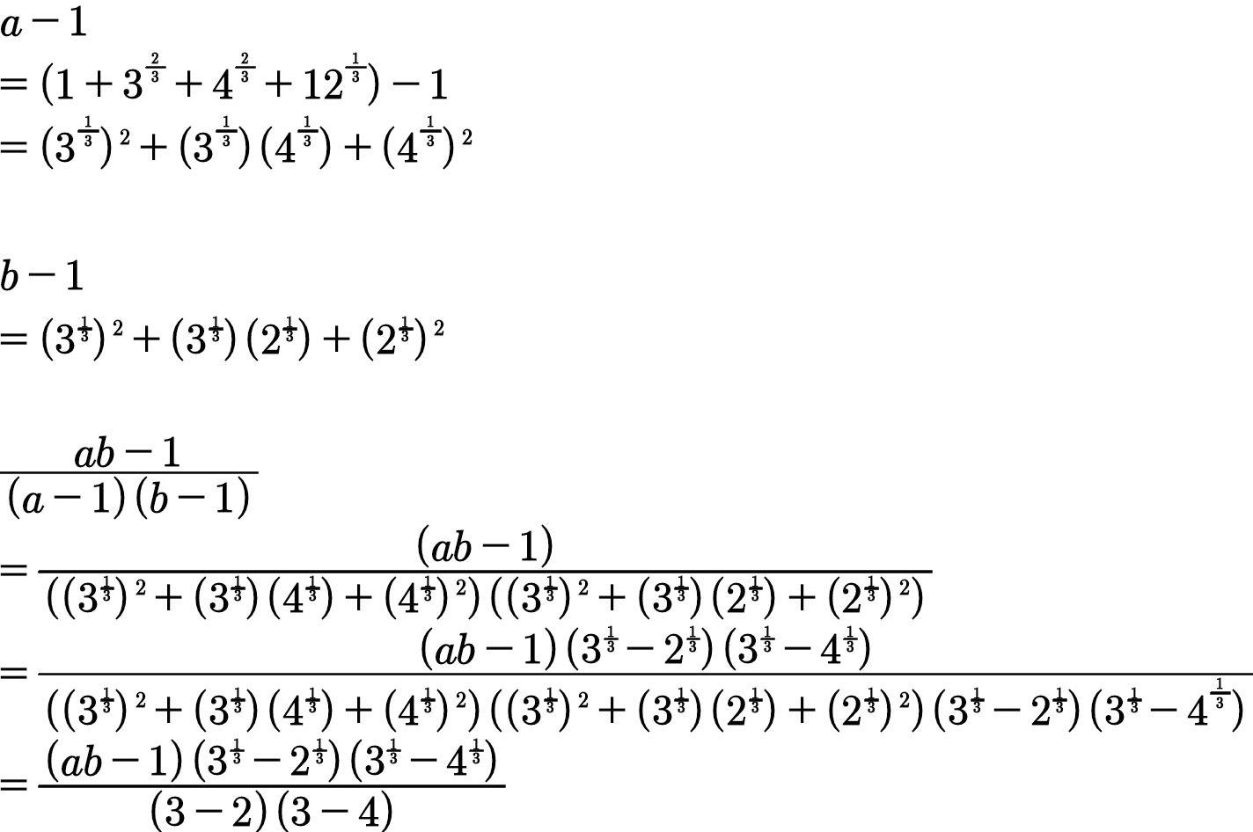 a − 1
= (1 + 3^{2/3} + 4^{2/3} + 12^{1/3}) − 1
= (3^{1/3})^2 + (3^{1/3})(4^{1/3}) + (4^{1/3})^2
b − 1
= (3^{1/3})^2 + (3^{1/3})(2^{1/3}) + (2^{1/3})^2
\frac{ab − 1}{(a − 1)(b − 1)}
= \frac{(ab − 1)}{((3^{1/3})^2 + (3^{1/3})(4^{1/3}) + (4^{1/3})^2)((3^{1/3})^2 + (3^{1/3})(2^{1/3}) + (2^{1/3})^2)}
= \frac{(ab − 1)(3^{1/3} − 2^{1/3})(3^{1/3} − 4^{1/3})}{((3^{1/3})^2 + (3^{1/3})(4^{1/3}) + (4^{1/3})^2)((3^{1/3})^2 + (3^{1/3})(2^{1/3}) + (2^{1/3})^2)(3^{1/3} − 2^{1/3})(3^{1/3} − 4^{1/3})}
= \frac{(ab − 1)(3^{1/3} − 2^{1/3})(3^{1/3} − 4^{1/3})}{(3 − 2)(3 − 4)}